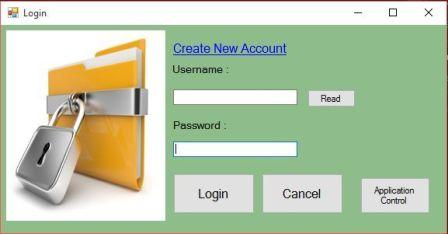 Login
Create New Account
Username :
Read
Password :
Login
Cancel
Application
Control